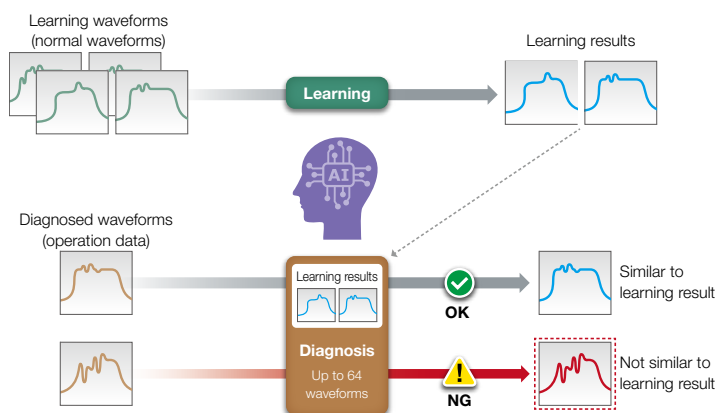 Learning waveforms
(normal waveforms)
Learning
Learning results
AI
Diagnosed waveforms
(operation data)
Learning results
Diagnosis
Up to 64
waveforms
OK
Similar to
learning result
NG
Not similar to
learning result